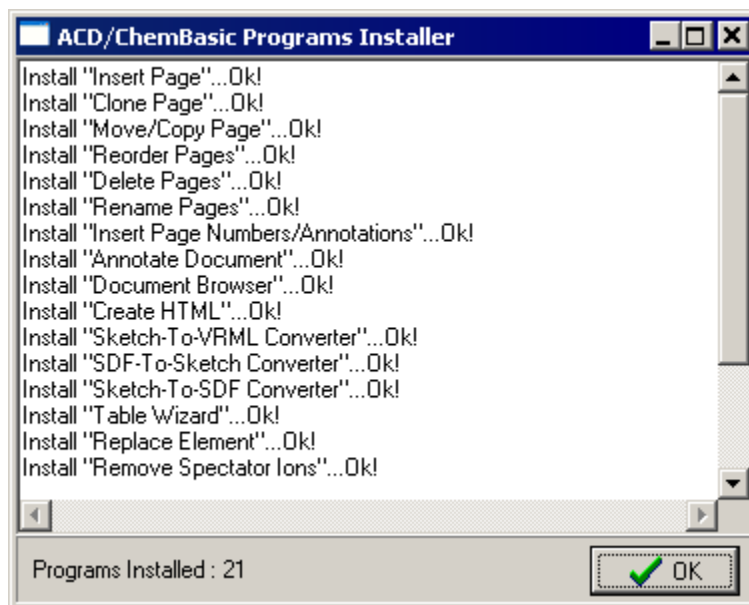 ACD/ChemBasic Programs Installer
Install "Insert Page"...Ok!
Install "Clone Page"...Ok!
Install "Move/Copy Page"...Ok!
Install "Reorder Pages"...Ok!
Install "Delete Pages"...Ok!
Install "Rename Pages"...Ok!
Install "Insert Page Numbers/Annotations"...Ok!
Install "Annotate Document"...Ok!
Install "Document Browser"...Ok!
Install "Create HTML"...Ok!
Install "Sketch-To-VRML Converter"...Ok!
Install "SDF-To-Sketch Converter"...Ok!
Install "Sketch-To-SDF Converter"...Ok!
Install "Table Wizard"...Ok!
Install "Replace Element"...Ok!
Install "Remove Spectator Ions"...Ok!
Programs Installed : 21
OK